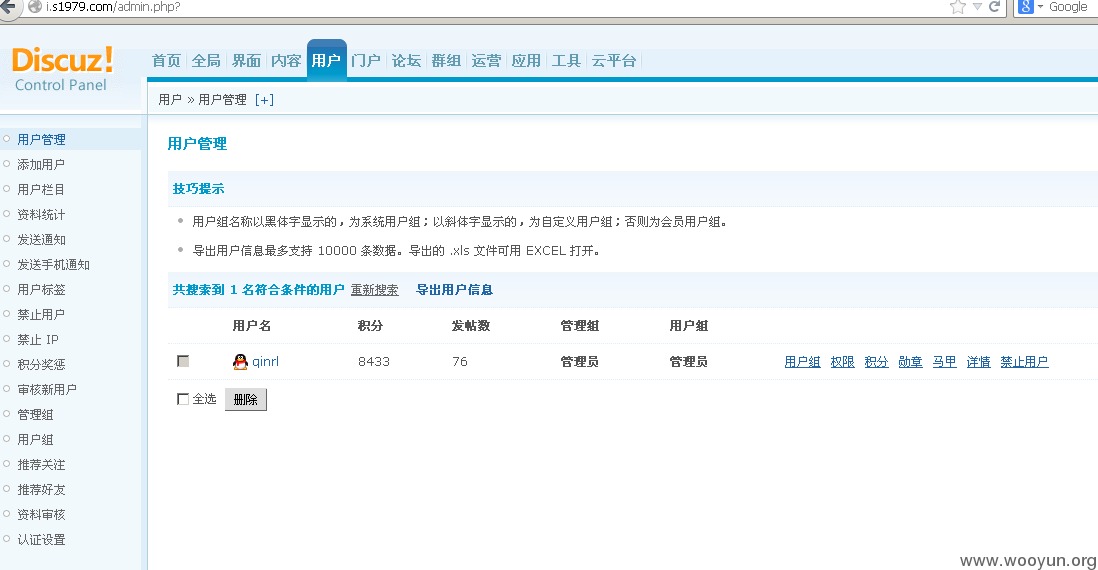 i.s1979.com/admin.php?
Google
Discuz!
Control Panel
首页 全局 界面 内容 用户 门户 论坛 群组 运营 应用 工具 云平台
用户 » 用户管理 [+]
用户管理
添加用户
用户栏目
资料统计
发送通知
发送手机通知
用户标签
禁止用户
禁止 IP
积分奖惩
审核新用户
管理组
用户组
推荐关注
推荐好友
资料审核
认证设置
用户管理
技巧提示
用户组名称以黑体字显示的，为系统用户组；以斜体字显示的，为自定义用户组；否则为会员用户组。
导出用户信息最多支持 10000 条数据。导出的 .xls 文件可用 EXCEL 打开。
共搜索到 1 名符合条件的用户 重新搜索 导出用户信息
用户名 积分 发帖数 管理组 用户组
qinrl 8433 76 管理员 管理员 用户组 权限 积分 勋章 马甲 详情 禁止用户
全选 删除
www.wooyun.org